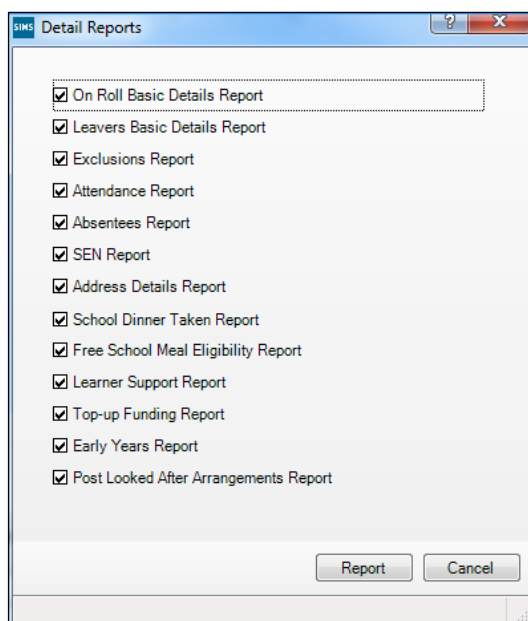 SIMS Detail Reports ?
On Roll Basic Details Report
Leavers Basic Details Report
Exclusions Report
Attendance Report
Absentees Report
SEN Report
Address Details Report
School Dinner Taken Report
Free School Meal Eligibility Report
Learner Support Report
Top-up Funding Report
Early Years Report
Post Looked After Arrangements Report
Report Cancel